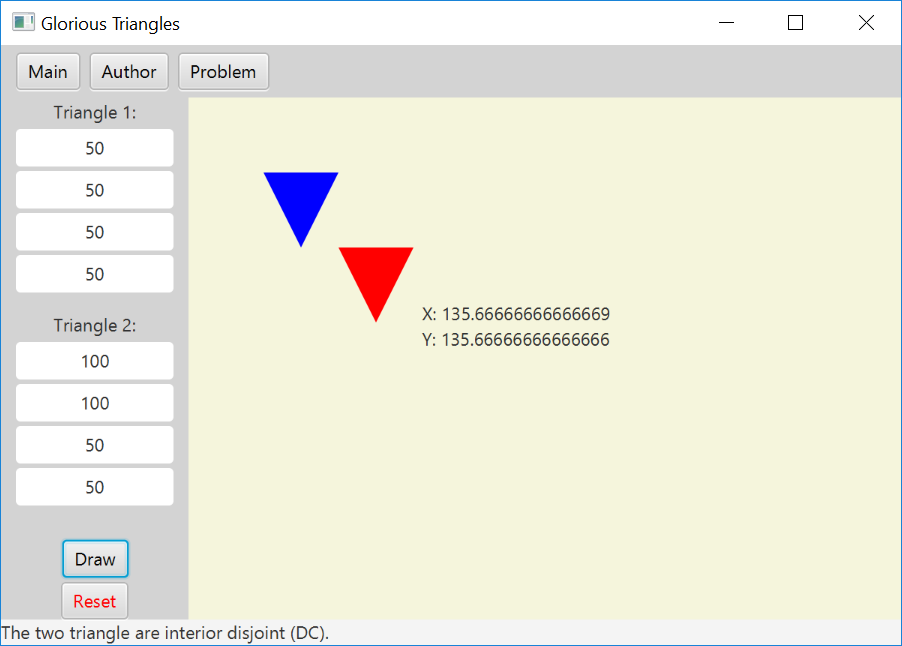 Glorious Triangles
Main Author Problem
Triangle 1:
50
50
50
50
Triangle 2:
100
100
50
50
Draw
Reset
X: 135.66666666666669
Y: 135.66666666666666
The two triangle are interior disjoint (DC).